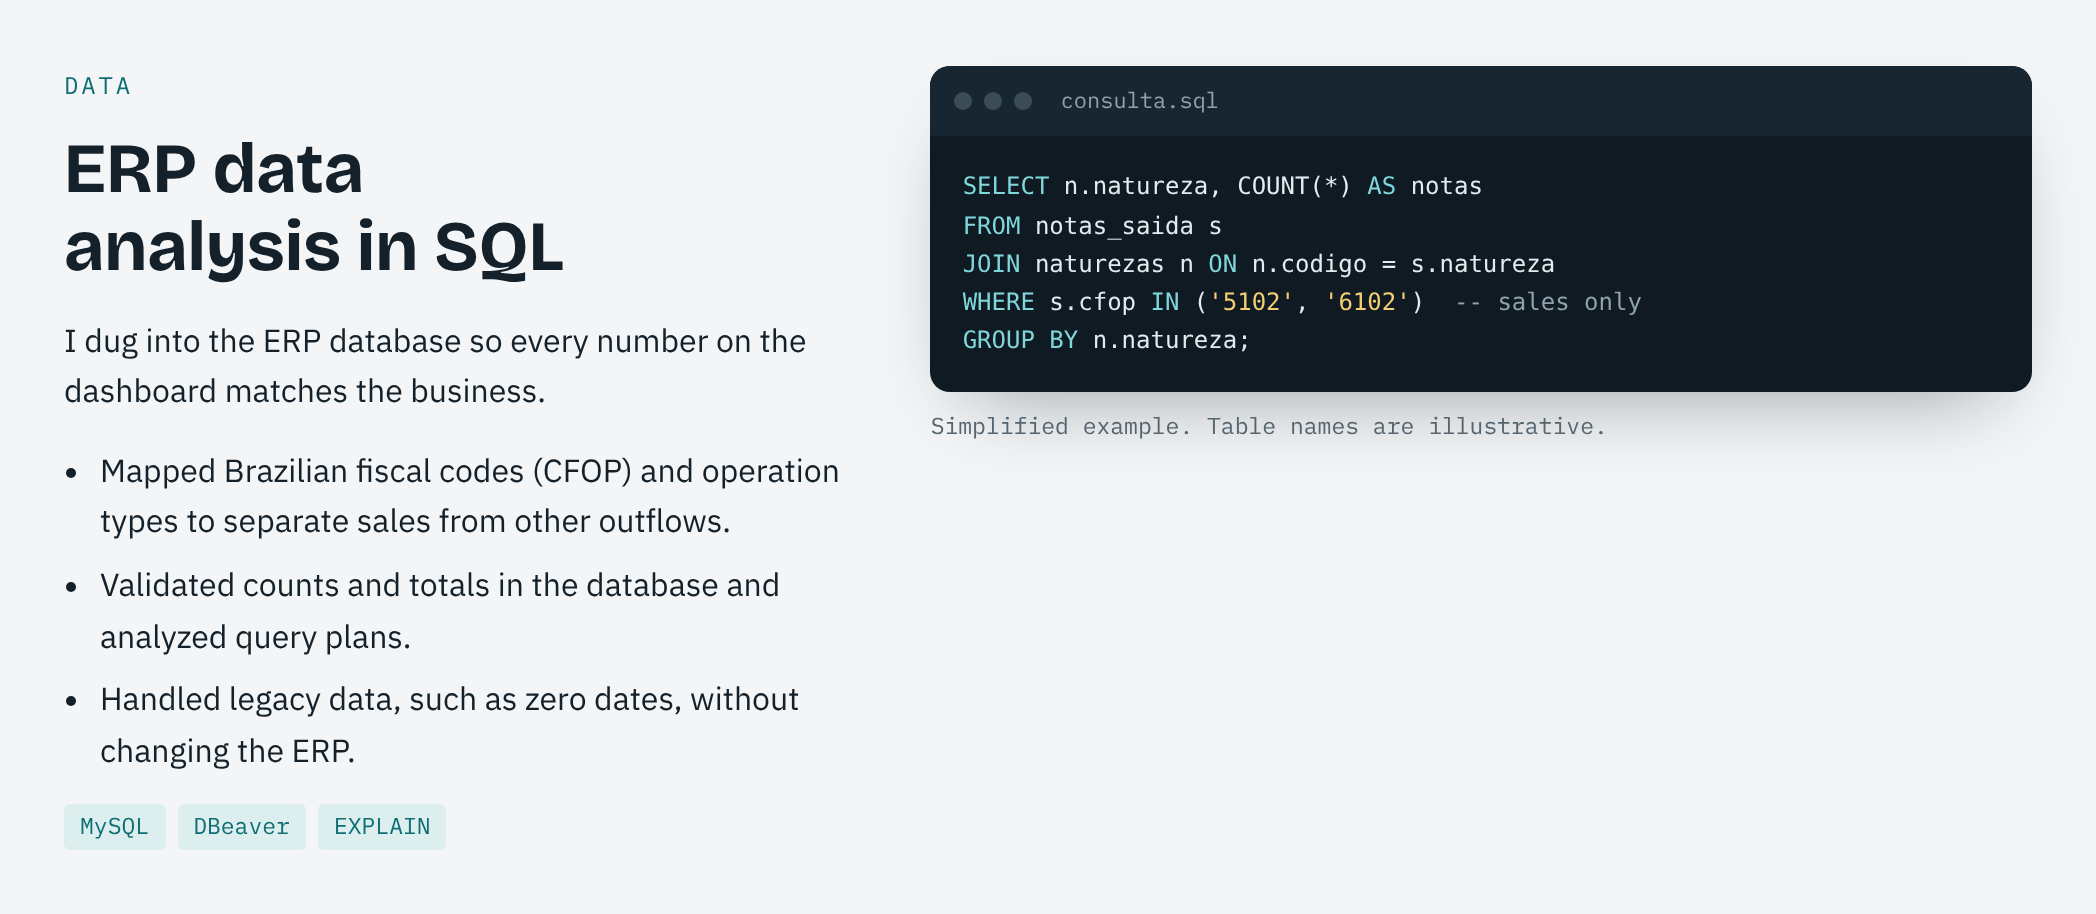 DATA
ERP data
analysis in SQL
I dug into the ERP database so every number on the
dashboard matches the business.
• Mapped Brazilian fiscal codes (CFOP) and operation
types to separate sales from other outflows.
• Validated counts and totals in the database and
analyzed query plans.
• Handled legacy data, such as zero dates, without
changing the ERP.
MySQL DBeaver EXPLAIN
consulta.sql
SELECT n.natureza, COUNT(*) AS notas
FROM notas_saida s
JOIN naturezas n ON n.codigo = s.natureza
WHERE s.cfop IN ('5102', '6102')  -- sales only
GROUP BY n.natureza;
Simplified example. Table names are illustrative.